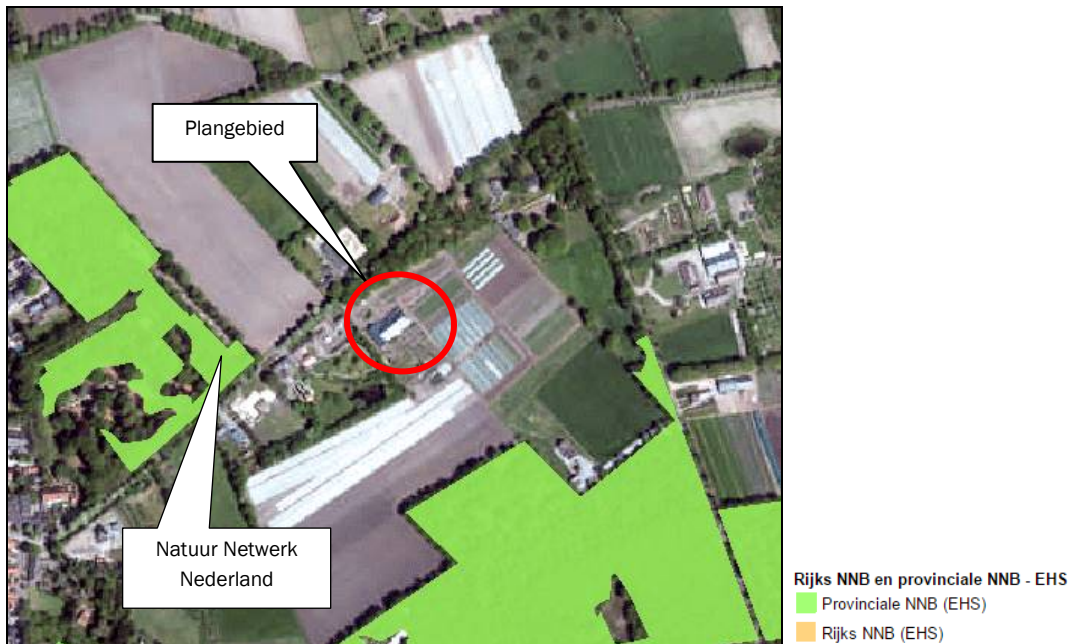 Plangebied
Natuur Netwerk
Nederland
Rijks NNB en provinciale NNB - EHS
Provinciale NNB (EHS)
Rijks NNB (EHS)